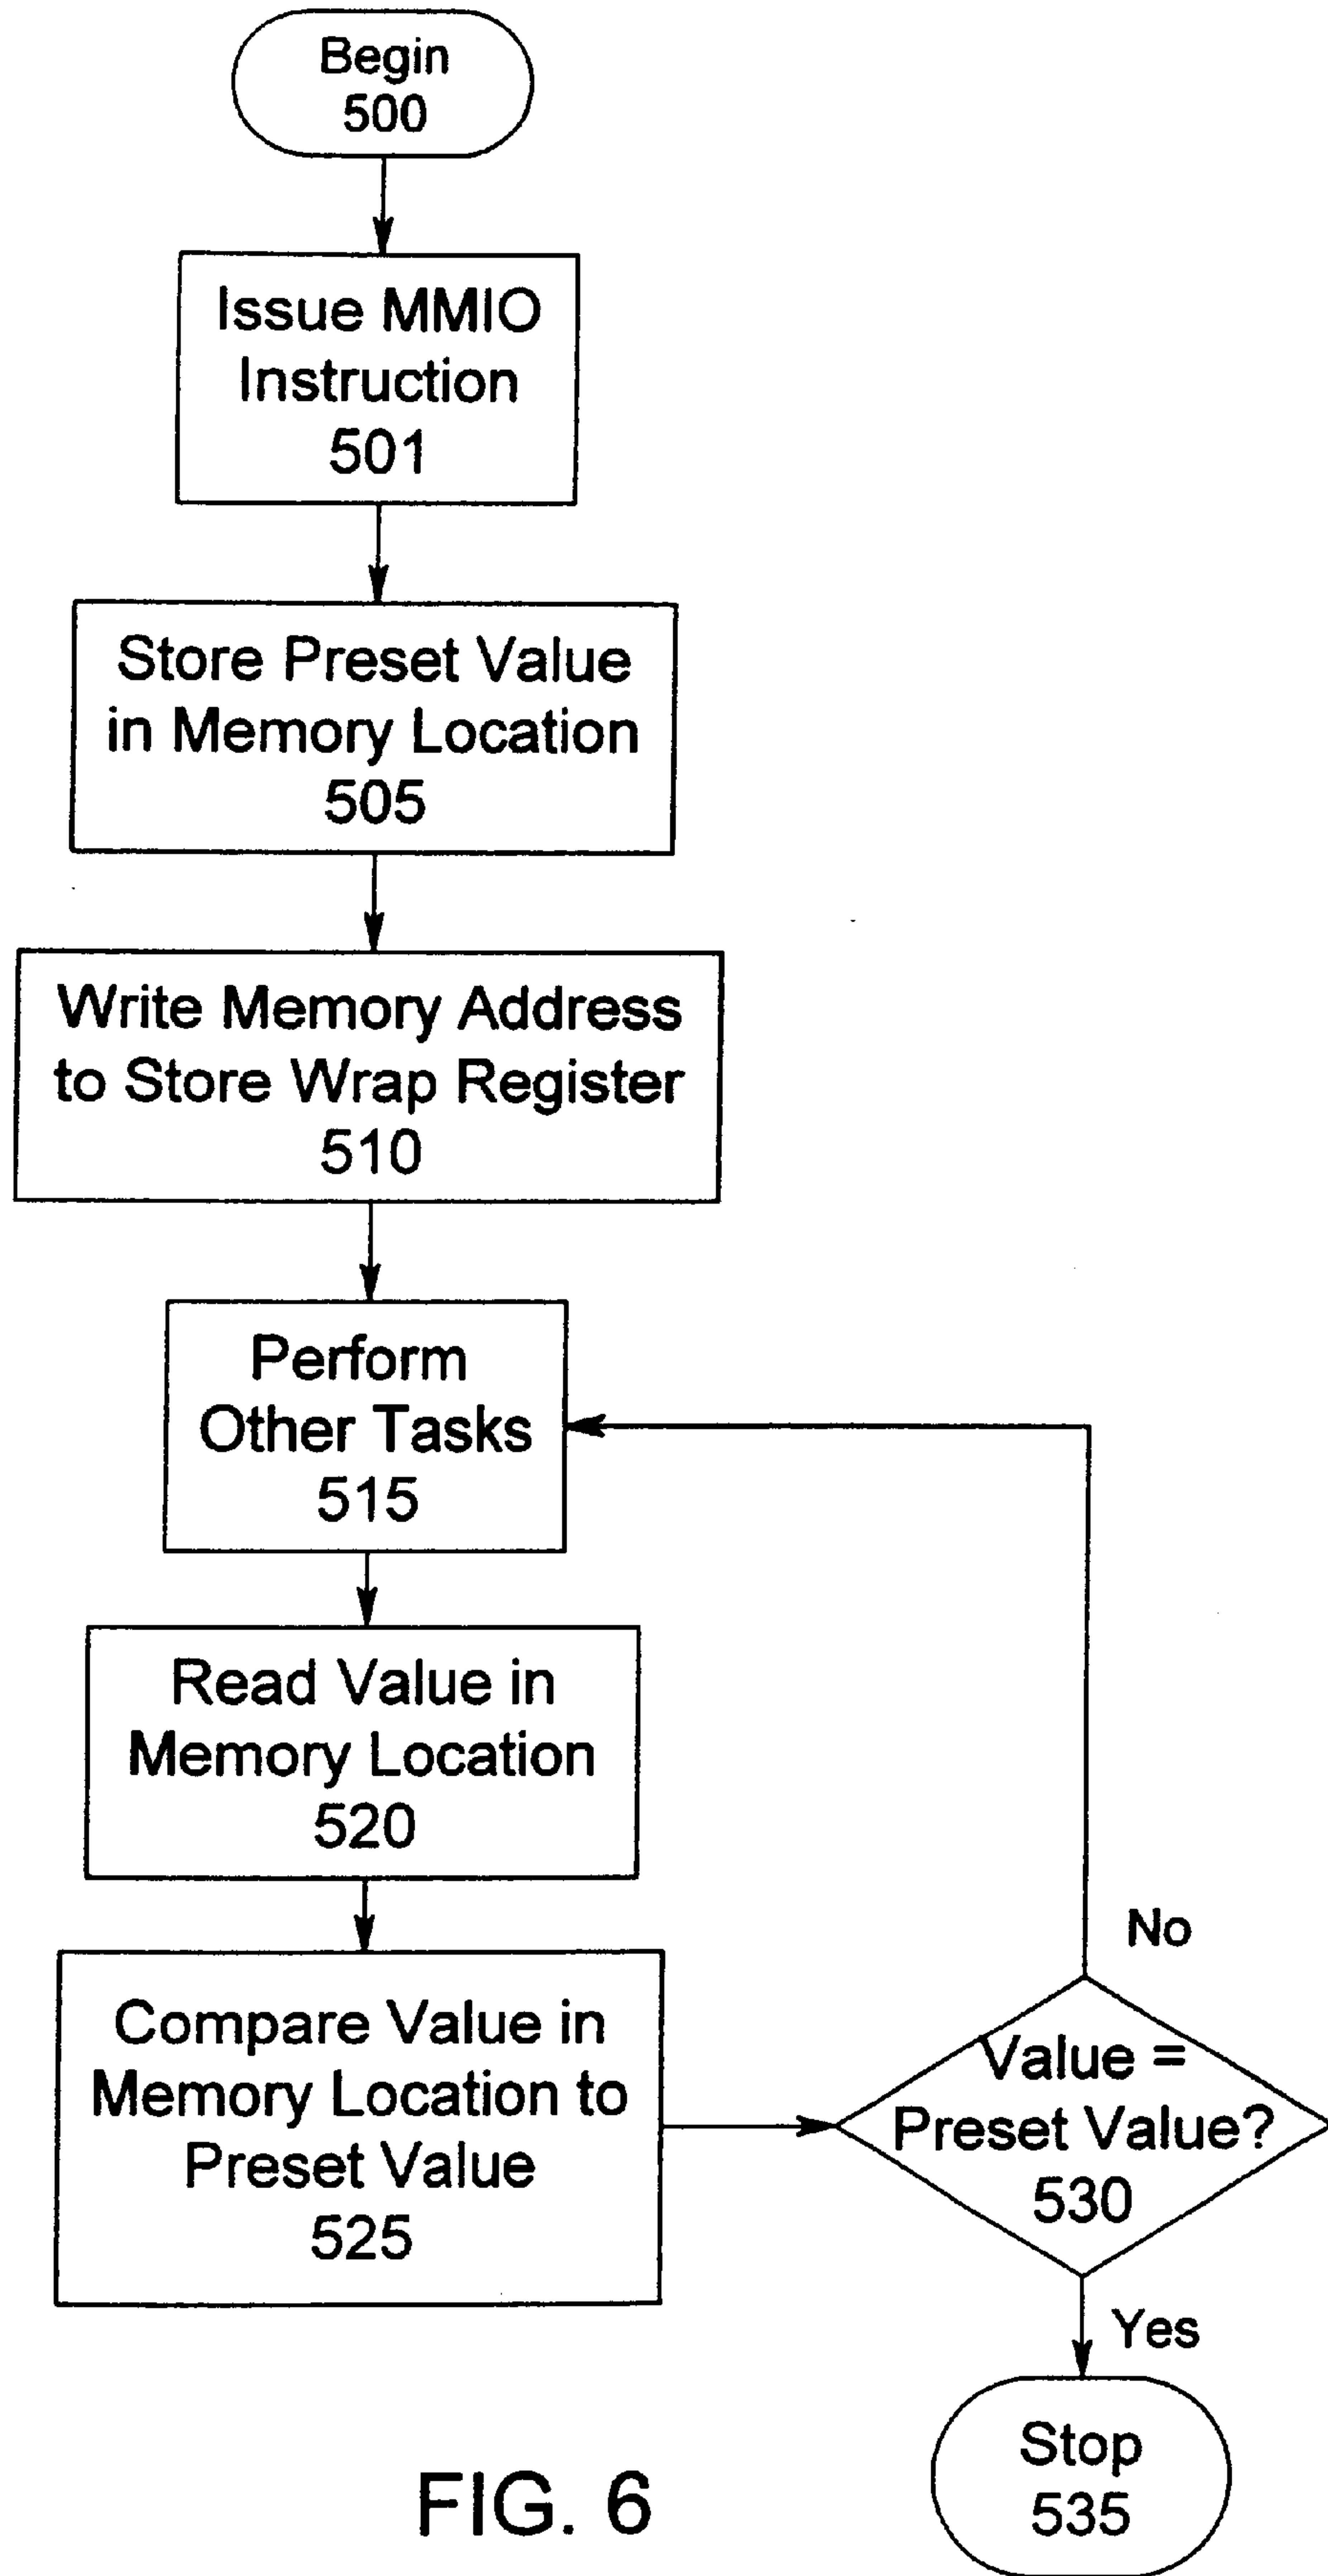 Begin
500
Issue MMIO
Instruction
501
Store Preset Value
in Memory Location
505
Write Memory Address
to Store Wrap Register
510
Perform
Other Tasks
515
Read Value in
Memory Location
520
Compare Value in
Memory Location to
Preset Value
525
No
Value =
Preset Value?
530
Yes
Stop
535
FIG. 6